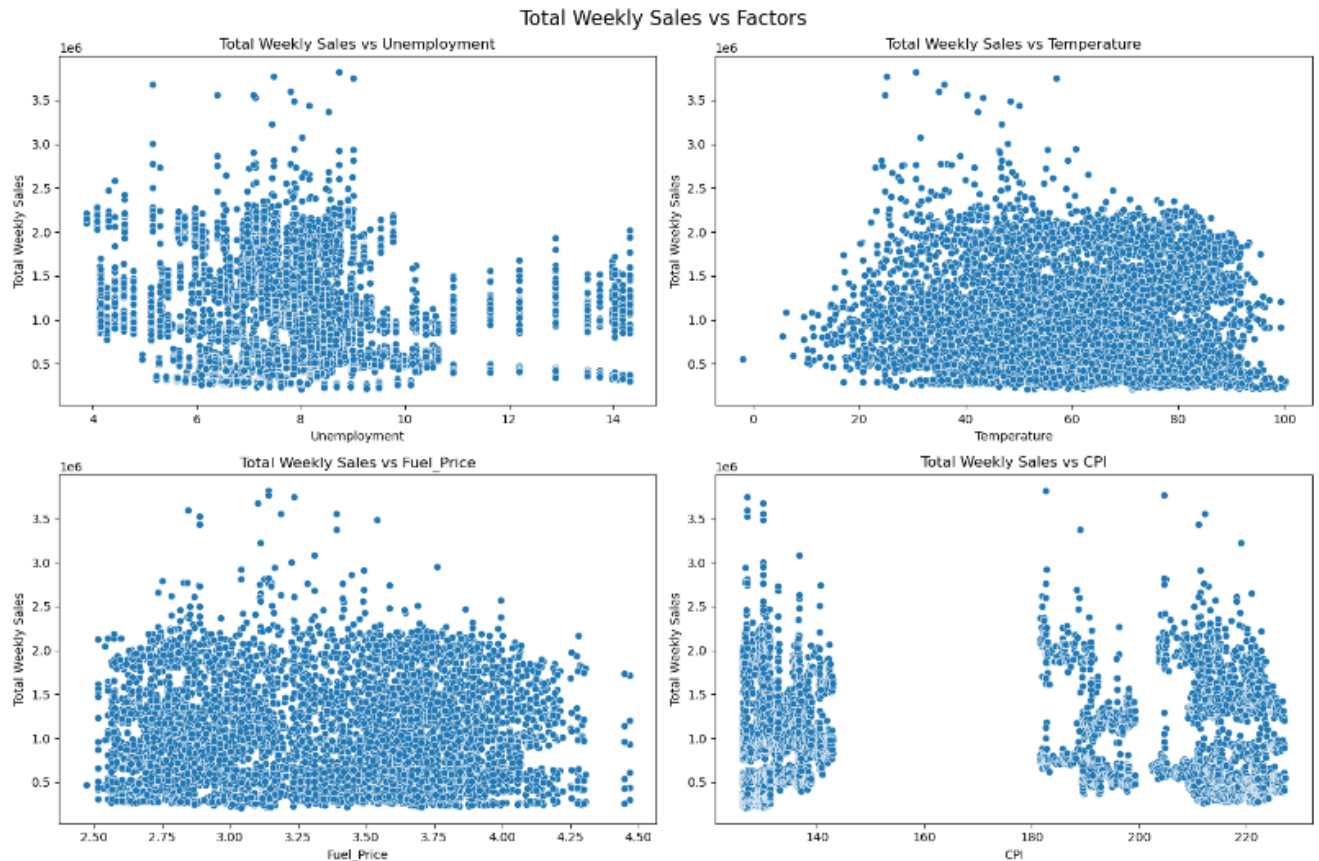 Total Weekly Sales vs Factors
Total Weekly Sales vs Unemployment
1e6
3.5
3.0
2.5
2.0
1.5
1.0
0.5
Total Weekly Sales
4 6 8 10 12 14
Unemployment
Total Weekly Sales vs Temperature
1e6
3.5
3.0
2.5
2.0
1.5
1.0
0.5
Total Weekly Sales
0 20 40 60 80 100
Temperature
Total Weekly Sales vs Fuel_Price
1e6
3.5
3.0
2.5
2.0
1.5
1.0
0.5
Total Weekly Sales
2.50 2.75 3.00 3.25 3.50 3.75 4.00 4.25 4.50
Fuel_Price
Total Weekly Sales vs CPI
1e6
3.5
3.0
2.5
2.0
1.5
1.0
0.5
Total Weekly Sales
140 160 180 200 220
CPI